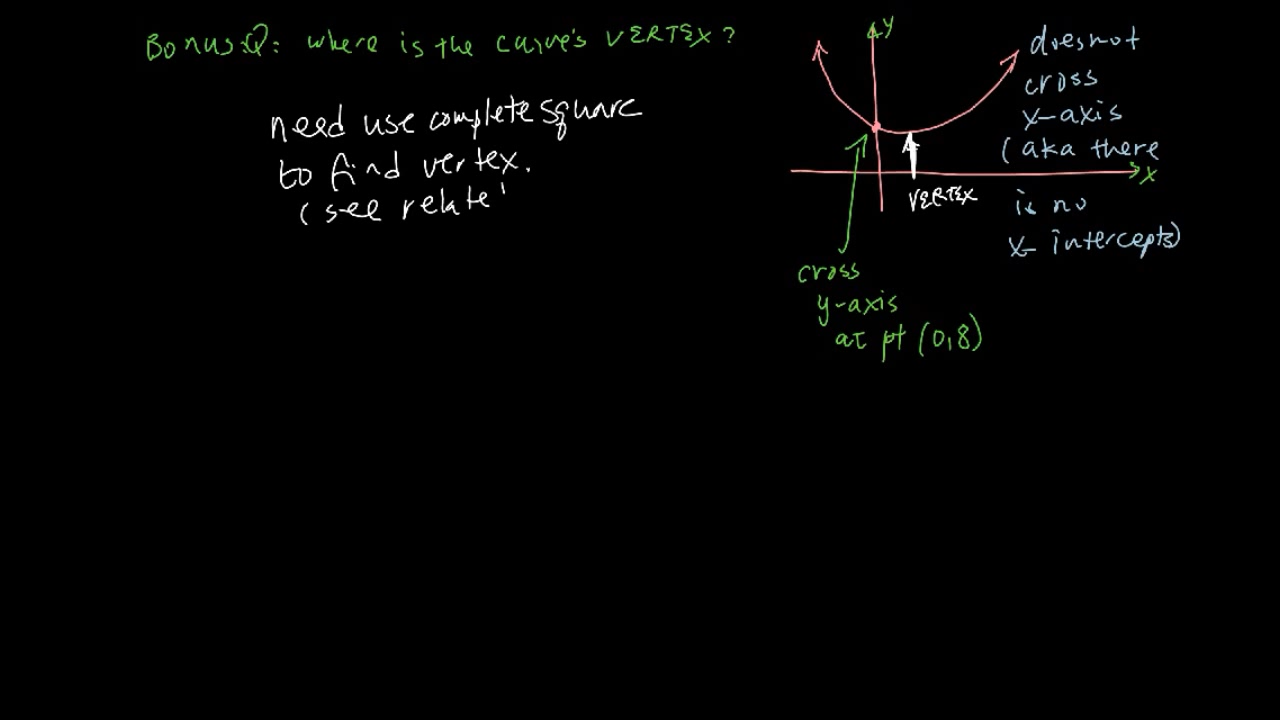 Bonus:Q: where is the curve's VERTEX?
need use complete square
to find vertex.
(see relate
y
x
VERTEX
does not
cross
x-axis
(aka there
is no
x- intercepts)
cross
y-axis
at pt (0,8)